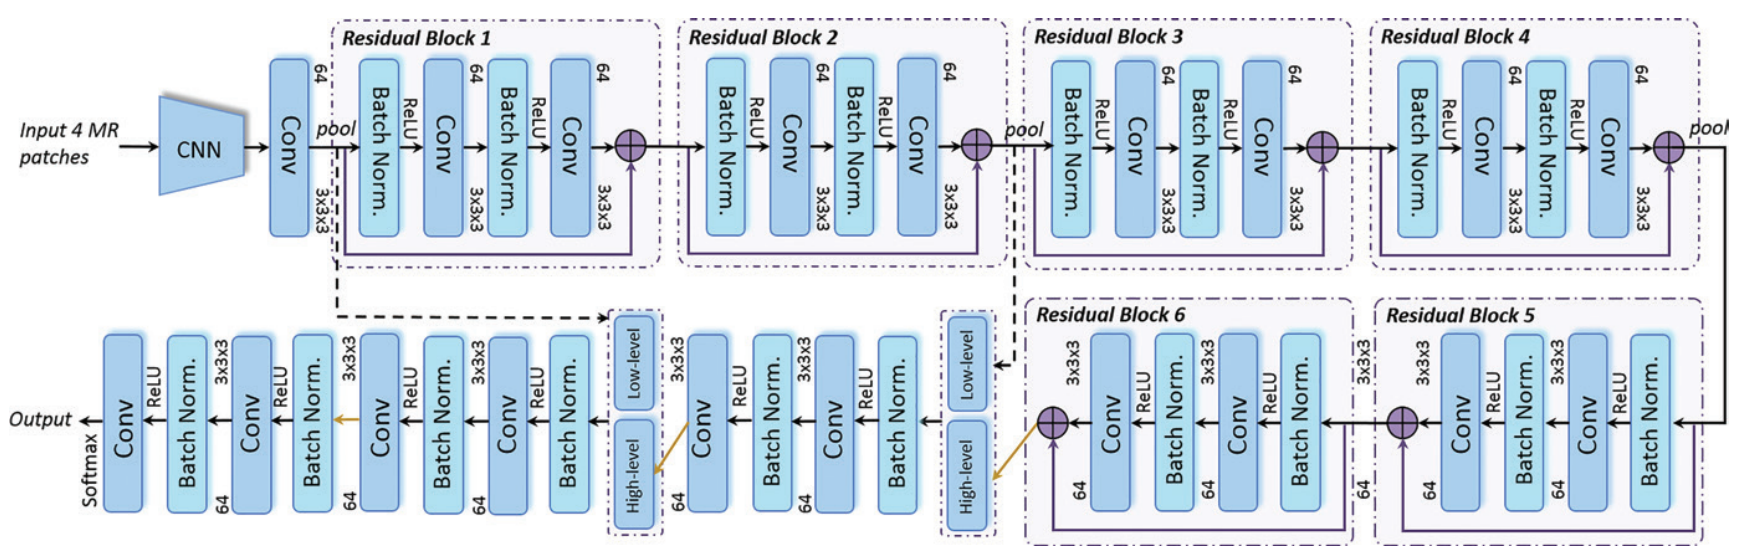 Residual Block 1
Residual Block 2
Residual Block 3
Residual Block 4
Input 4 MR
patches
CNN
Conv
64
3x3x3
pool
Batch Norm.
ReLU
Conv
64
3x3x3
Batch Norm.
ReLU
Conv
64
3x3x3
Batch Norm.
ReLU
Conv
64
3x3x3
Batch Norm.
ReLU
Conv
64
3x3x3
pool
Batch Norm.
ReLU
Conv
64
3x3x3
Batch Norm.
ReLU
Conv
64
3x3x3
Batch Norm.
ReLU
Conv
64
3x3x3
Batch Norm.
ReLU
Conv
64
3x3x3
pool
Residual Block 5
Batch Norm.
ReLU
Conv
3x3x3
64
Batch Norm.
ReLU
Conv
3x3x3
64
Residual Block 6
3x3x3
64
Batch Norm.
ReLU
Conv
3x3x3
64
Batch Norm.
ReLU
Conv
3x3x3
64
Low-level
High-level
Batch Norm.
ReLU
Conv
3x3x3
64
Batch Norm.
ReLU
Conv
3x3x3
64
Low-level
High-level
Batch Norm.
ReLU
Conv
3x3x3
64
Batch Norm.
ReLU
Conv
3x3x3
64
Batch Norm.
ReLU
Conv
3x3x3
64
Batch Norm.
ReLU
Conv
Softmax
Output